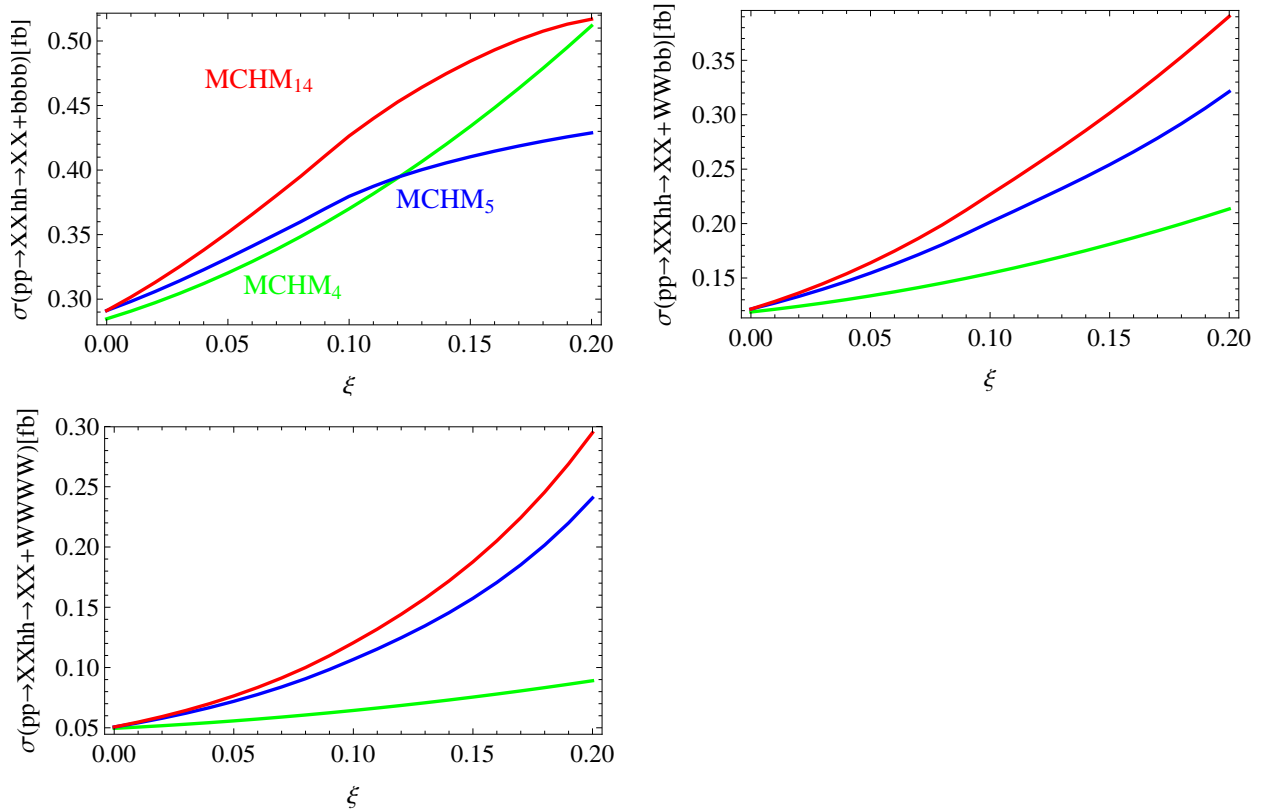 σ(pp→XXhh→XX+bbbb)[fb]
0.50
0.45
0.40
0.35
0.30
MCHM₁₄
MCHM₅
MCHM₄
0.00 0.05 0.10 0.15 0.20
ξ
σ(pp→XXhh→XX+WWbb)[fb]
0.35
0.30
0.25
0.20
0.15
0.00 0.05 0.10 0.15 0.20
ξ
σ(pp→XXhh→XX+WWWW)[fb]
0.30
0.25
0.20
0.15
0.10
0.05
0.00 0.05 0.10 0.15 0.20
ξ